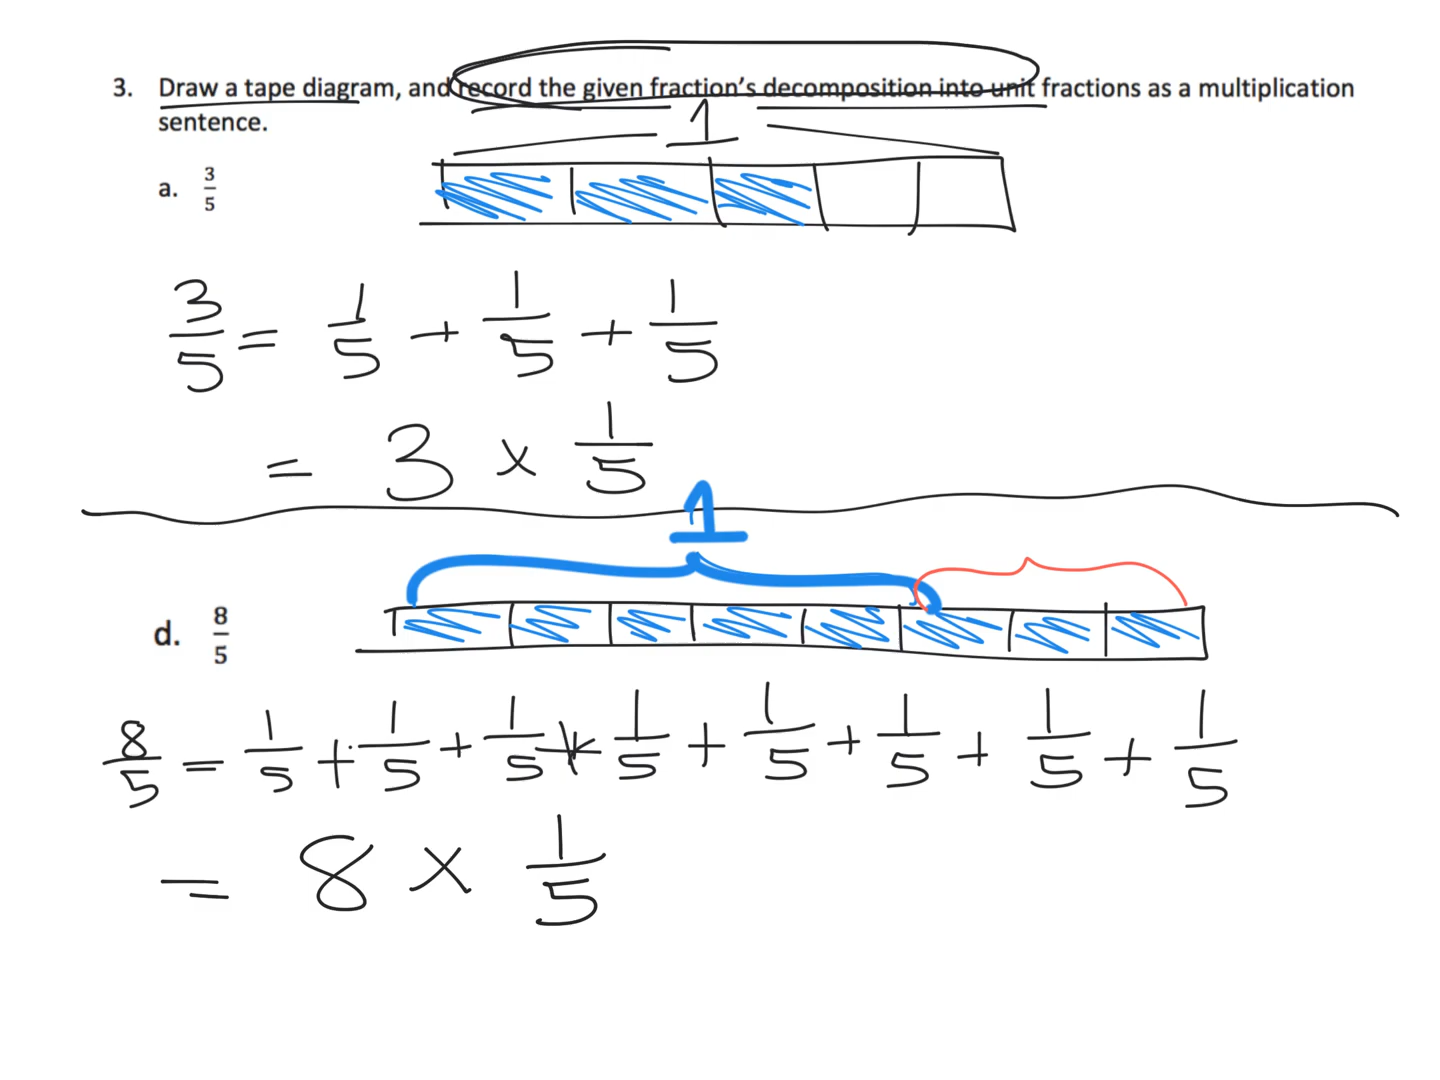 3. Draw a tape diagram, and record the given fraction's decomposition into unit fractions as a multiplication
sentence.
1
a. 3/5
3/5 = 1/5 + 1/5 + 1/5
= 3 × 1/5
1
d. 8/5
8/5 = 1/5 + 1/5 + 1/5 + 1/5 + 1/5 + 1/5 + 1/5 + 1/5
= 8 × 1/5